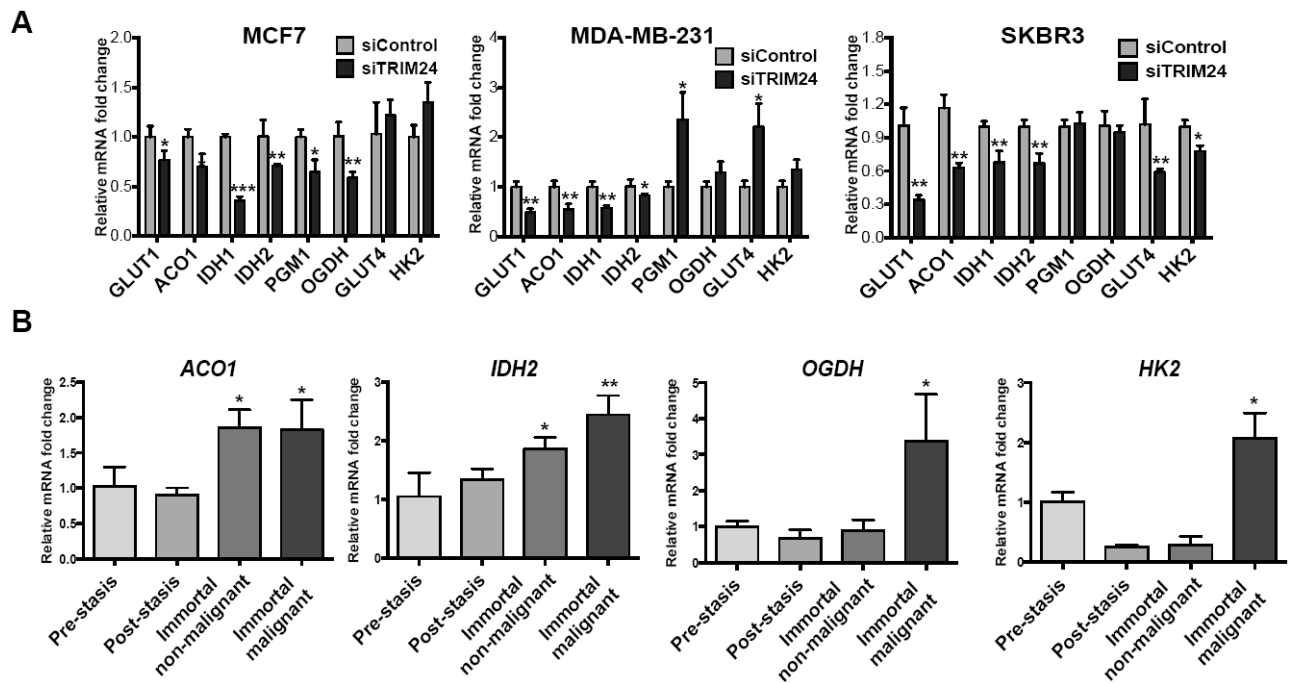 A
MCF7
siControl
siTRIM24
Relative mRNA fold change
2.0
1.5
1.0
0.5
0.0
*
*
***
**
*
**
GLUT1
ACO1
IDH1
IDH2
PGM1
OGDH
GLUT4
HK2
MDA-MB-231
siControl
siTRIM24
Relative mRNA fold change
4
3
2
1
0
**
**
**
*
*
*
GLUT1
ACO1
IDH1
IDH2
PGM1
OGDH
GLUT4
HK2
SKBR3
siControl
siTRIM24
Relative mRNA fold change
1.8
1.5
1.2
0.9
0.6
0.3
0.0
**
**
**
**
**
*
GLUT1
ACO1
IDH1
IDH2
PGM1
OGDH
GLUT4
HK2
B
ACO1
Relative mRNA fold change
2.5
2.0
1.5
1.0
0.5
0.0
*
*
Pre-stasis
Post-stasis
Immortal
non-malignant
Immortal
malignant
IDH2
Relative mRNA fold change
3
2
1
0
*
**
Pre-stasis
Post-stasis
Immortal
non-malignant
Immortal
malignant
OGDH
Relative mRNA fold change
5
4
3
2
1
0
*
Pre-stasis
Post-stasis
Immortal
non-malignant
Immortal
malignant
HK2
Relative mRNA fold change
3
2
1
0
*
Pre-stasis
Post-stasis
Immortal
non-malignant
Immortal
malignant